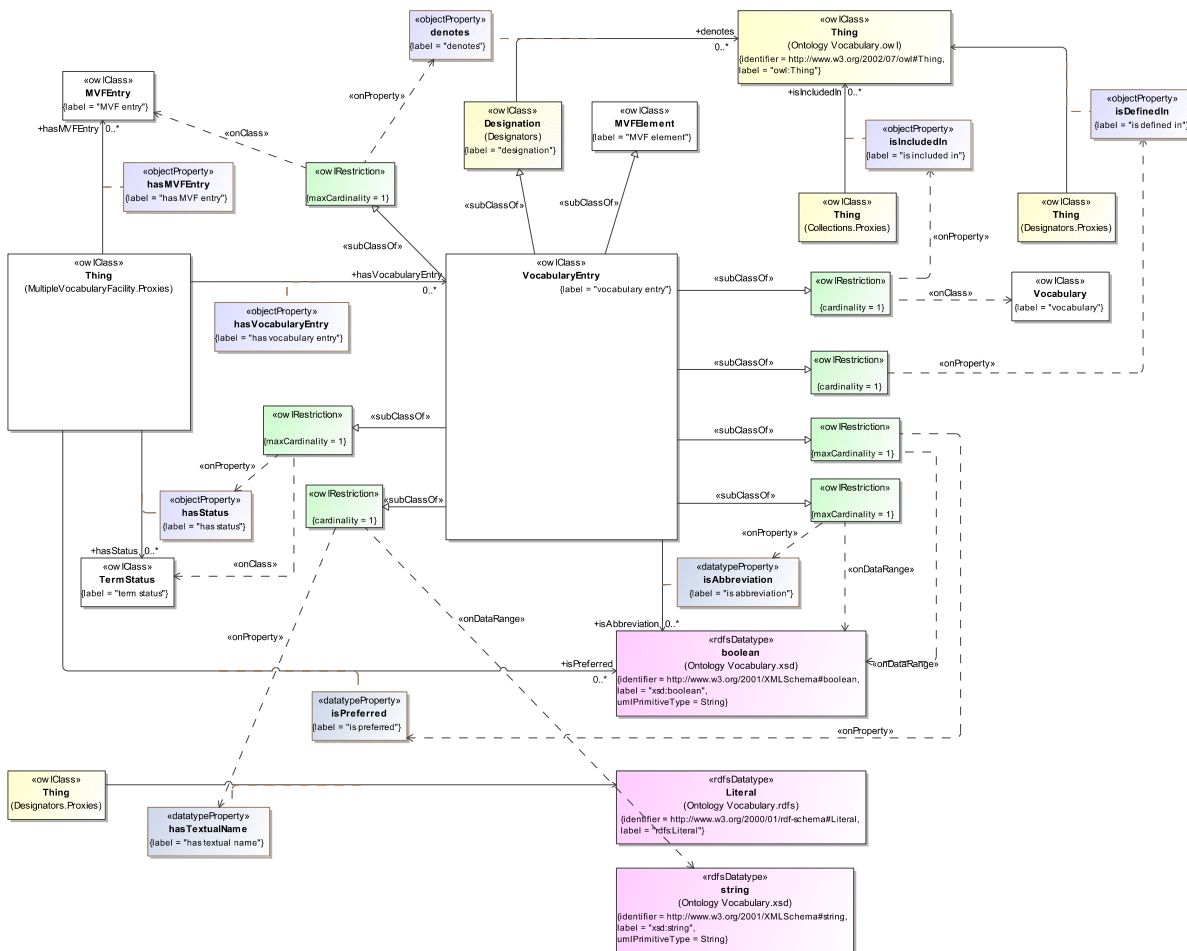 «objectProperty»
denotes
{label = "denotes"}
«owlClass»
Thing
(Ontology Vocabulary.owl)
{identifier = http://www.w3.org/2002/07/owl#Thing,
label = "owl:Thing"}
+denotes
0..*
«owlClass»
MVFEntry
{label = "MVF entry"}
+hasMVFEntry 0..*
«onProperty»
«onClass»
«owlClass»
Designation
(Designators)
{label = "designation"}
«owlClass»
MVFElement
{label = "MVF element"}
+isIncludedIn 0..*
«objectProperty»
isDefinedIn
{label = "is defined in"}
«objectProperty»
isIncludedIn
{label = "is included in"}
«objectProperty»
hasMVFEntry
{label = "has MVF entry"}
«owlRestriction»
{maxCardinality = 1}
«subClassOf»
«subClassOf»
«owlClass»
Thing
(Collections.Proxies)
«owlClass»
Thing
(Designators.Proxies)
«subClassOf»
«onProperty»
«owlClass»
Thing
(MultipleVocabularyFacility.Proxies)
+hasVocabularyEntry
0..*
«owlClass»
VocabularyEntry
{label = "vocabulary entry"}
«subClassOf»
«owlRestriction»
{cardinality = 1}
«onClass»
«owlClass»
Vocabulary
{label = "vocabulary"}
«objectProperty»
hasVocabularyEntry
{label = "has vocabulary entry"}
«subClassOf»
«owlRestriction»
{cardinality = 1}
«onProperty»
«owlRestriction»
{maxCardinality = 1}
«subClassOf»
«subClassOf»
«owlRestriction»
{maxCardinality = 1}
«onProperty»
«objectProperty»
hasStatus
{label = "has status"}
«owlRestriction»
{cardinality = 1}
«subClassOf»
«subClassOf»
«owlRestriction»
{maxCardinality = 1}
«onProperty»
+hasStatus 0..*
«owlClass»
TermStatus
{label = "term status"}
«onClass»
«datatypeProperty»
isAbbreviation
{label = "is abbreviation"}
«onDataRange»
«onProperty»
«onDataRange»
+isAbbreviation 0..*
«rdfsDatatype»
boolean
(Ontology Vocabulary.xsd)
{identifier = http://www.w3.org/2001/XMLSchema#boolean,
label = "xsd:boolean",
umlPrimitiveType = String}
«onDataRange»
+isPreferred
0..*
«datatypeProperty»
isPreferred
{label = "is preferred"}
«onProperty»
«owlClass»
Thing
(Designators.Proxies)
«datatypeProperty»
hasTextualName
{label = "has textual name"}
«rdfsDatatype»
Literal
(Ontology Vocabulary.rdfs)
{identifier = http://www.w3.org/2000/01/rdf-schema#Literal,
label = "rdfs:Literal"}
«rdfsDatatype»
string
(Ontology Vocabulary.xsd)
{identifier = http://www.w3.org/2001/XMLSchema#string,
label = "xsd:string",
umlPrimitiveType = String}